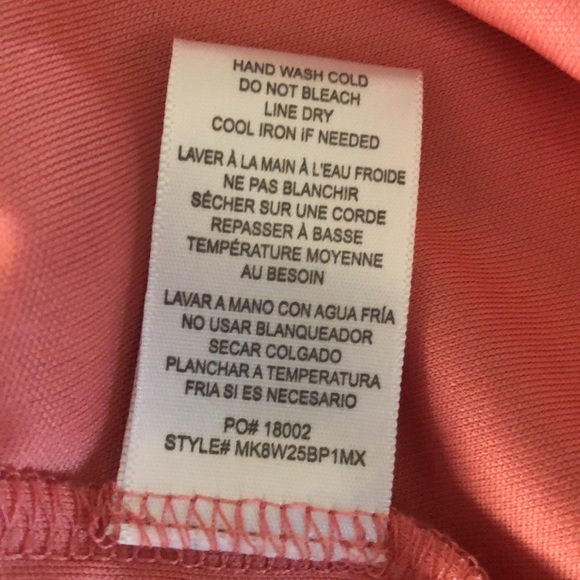 HAND WASH COLD
DO NOT BLEACH
LINE DRY
COOL IRON IF NEEDED
LAVER À LA MAIN À L'EAU FROIDE
NE PAS BLANCHIR
SÉCHER SUR UNE CORDE
REPASSER À BASSE
TEMPÉRATURE MOYENNE
AU BESOIN
LAVAR A MANO CON AGUA FRÍA
NO USAR BLANQUEADOR
SECAR COLGADO
PLANCHAR A TEMPERATURA
FRIA SI ES NECESARIO
PO# 18002
STYLE# MK8W25BP1MX